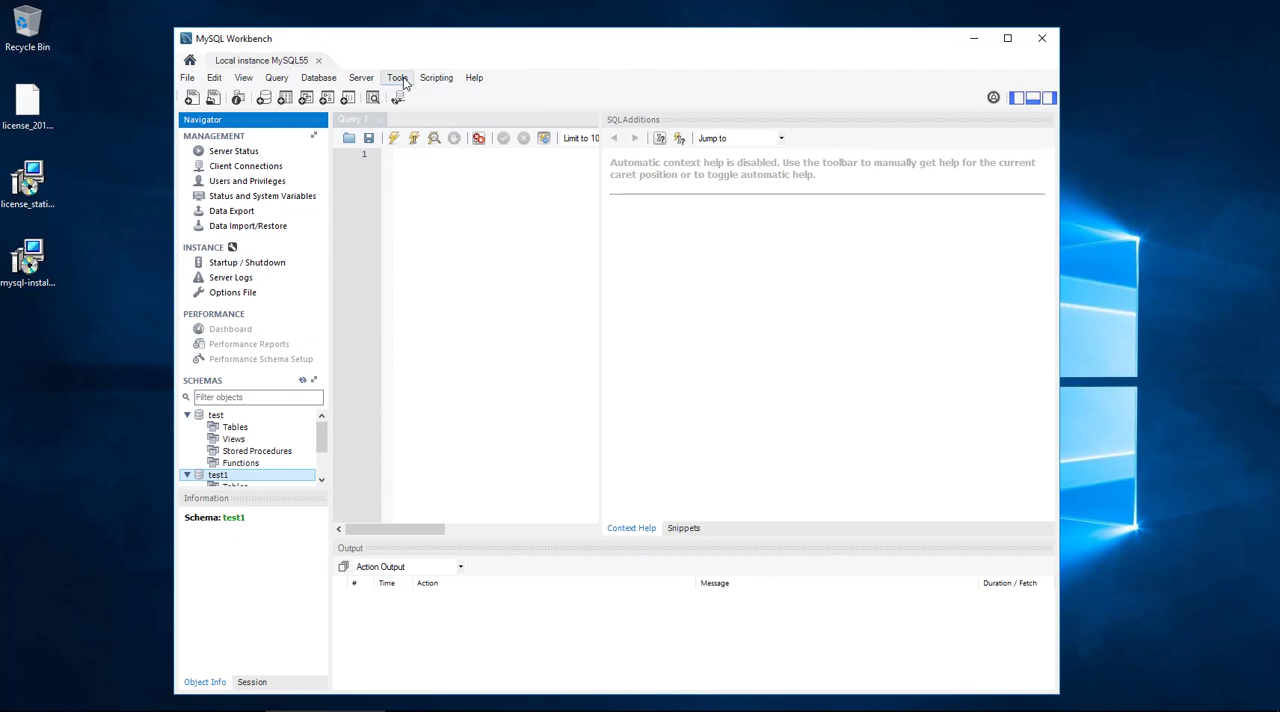 Recycle Bin
license_201...
license_stati...
mysql-instal...
MySQL Workbench
Local instance MySQL55
File Edit View Query Database Server Tools Scripting Help
Navigator
MANAGEMENT
Server Status
Client Connections
Users and Privileges
Status and System Variables
Data Export
Data Import/Restore
INSTANCE
Startup / Shutdown
Server Logs
Options File
PERFORMANCE
Dashboard
Performance Reports
Performance Schema Setup
SCHEMAS
Filter objects
test
Tables
Views
Stored Procedures
Functions
test1
Tables
Information
Schema: test1
Object Info Session
Query 1
Limit to 10
1
SQLAdditions
Jump to
Automatic context help is disabled. Use the toolbar to manually get help for the current
caret position or to toggle automatic help.
Context Help Snippets
Output
Action Output
# Time Action Message Duration / Fetch